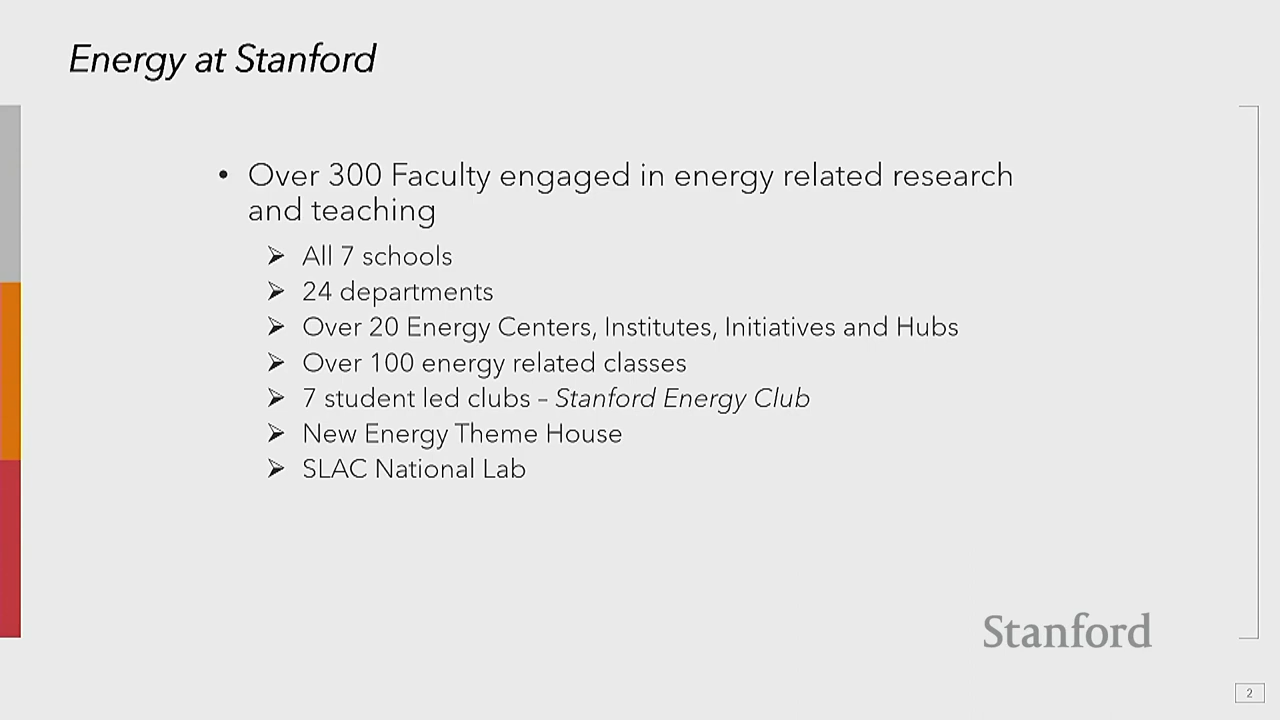 Energy at Stanford
• Over 300 Faculty engaged in energy related research
and teaching
➢ All 7 schools
➢ 24 departments
➢ Over 20 Energy Centers, Institutes, Initiatives and Hubs
➢ Over 100 energy related classes
➢ 7 student led clubs – Stanford Energy Club
➢ New Energy Theme House
➢ SLAC National Lab
Stanford
2